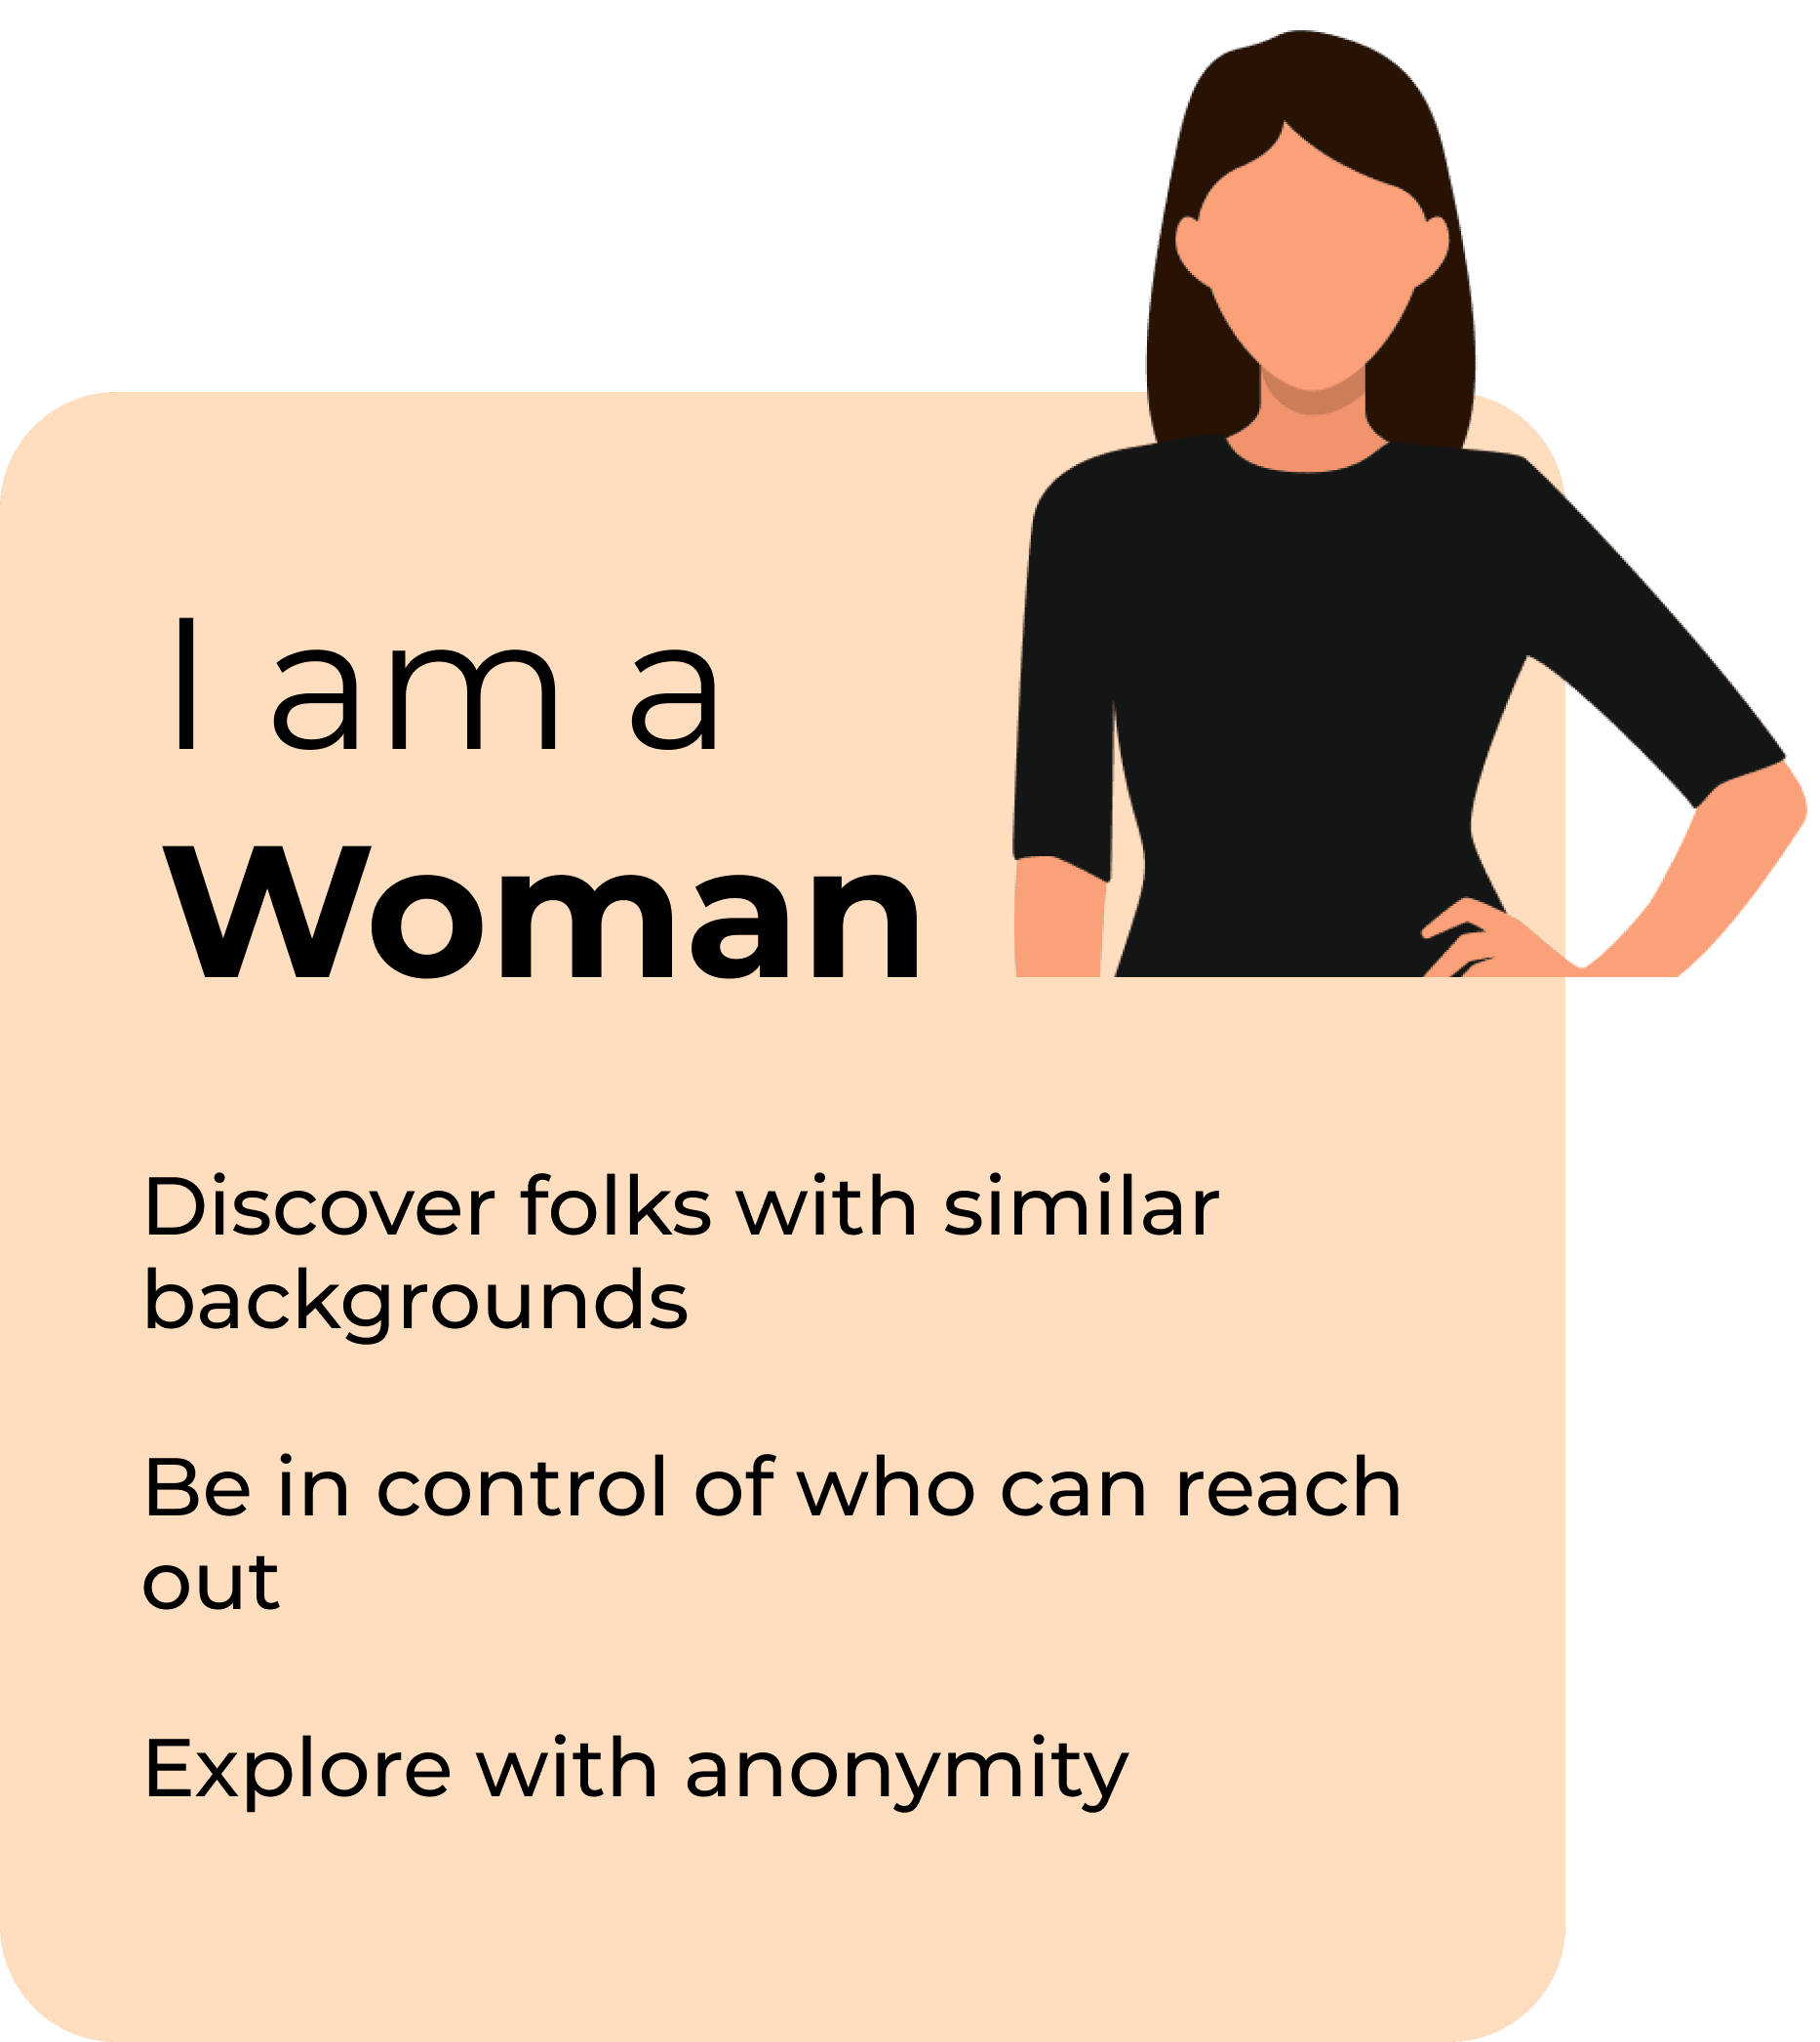 I am a
Woman
Discover folks with similar
backgrounds
Be in control of who can reach
out
Explore with anonymity